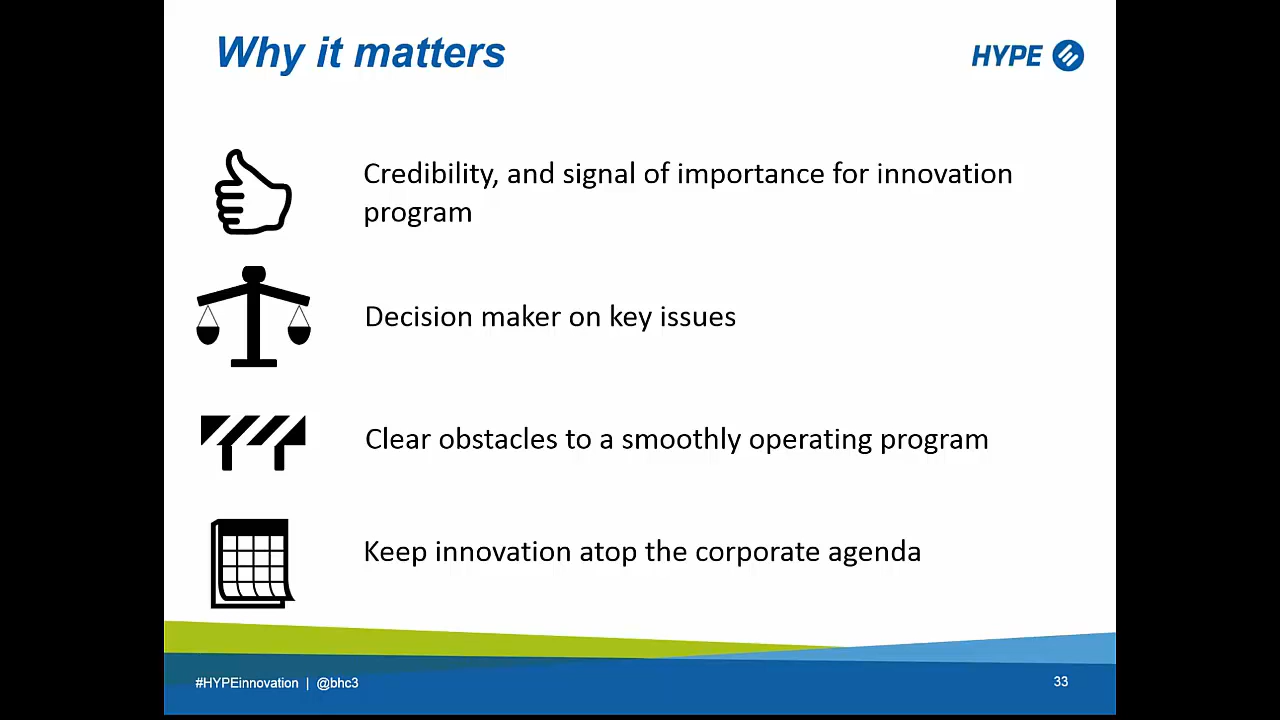 Why it matters
HYPE
Credibility, and signal of importance for innovation
program
Decision maker on key issues
Clear obstacles to a smoothly operating program
Keep innovation atop the corporate agenda
#HYPEinnovation | @bhc3
33